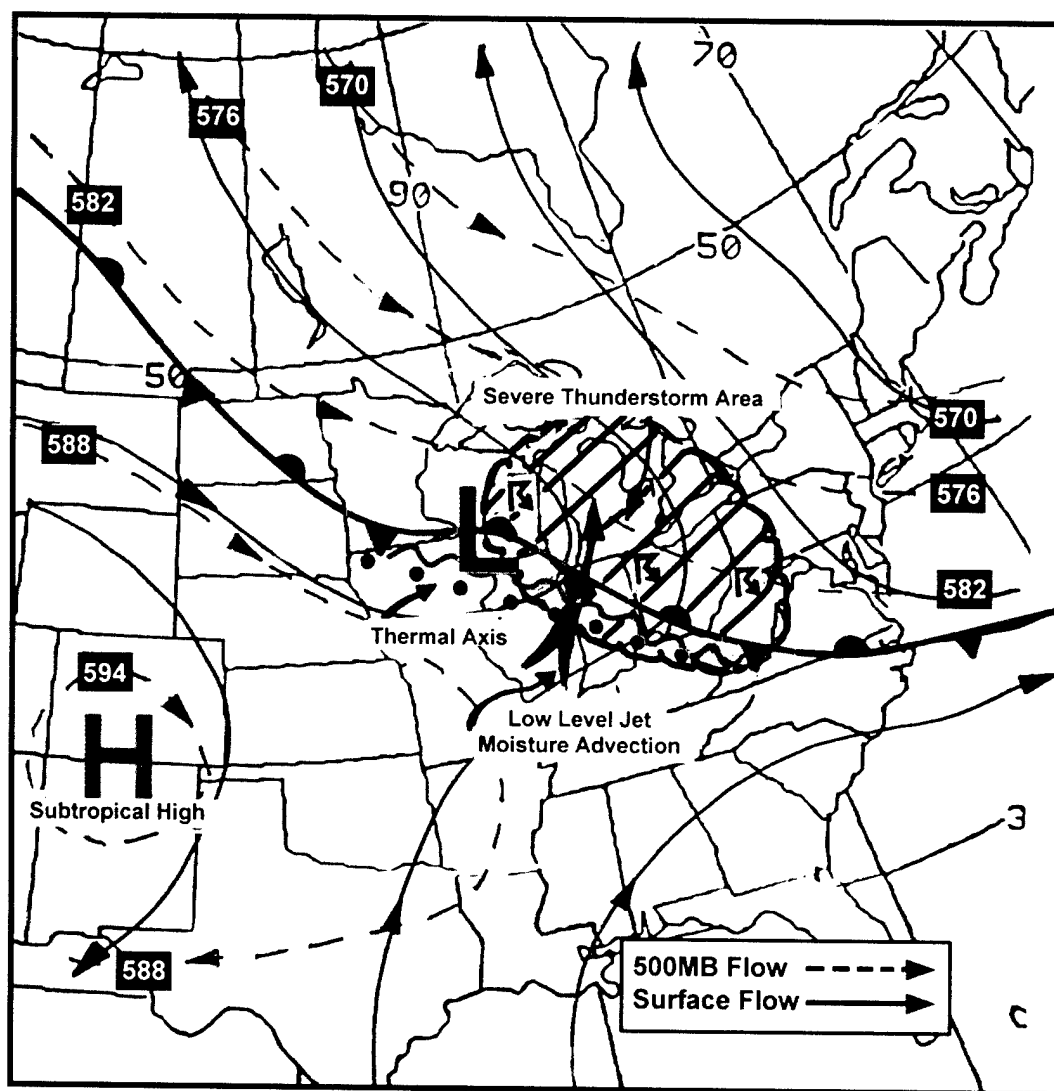 70
570
576
90
582
50
50
Severe Thunderstorm Area
570
588
576
L
582
Thermal Axis
594
Low Level Jet
Moisture Advection
H
Subtropical High
3
500MB Flow
Surface Flow
588